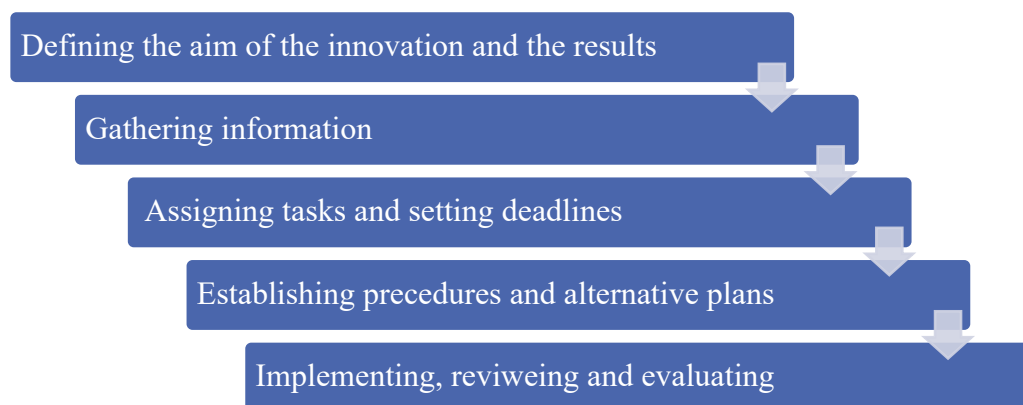 Defining the aim of the innovation and the results
Gathering information
Assigning tasks and setting deadlines
Establishing precedures and alternative plans
Implementing, reviweing and evaluating